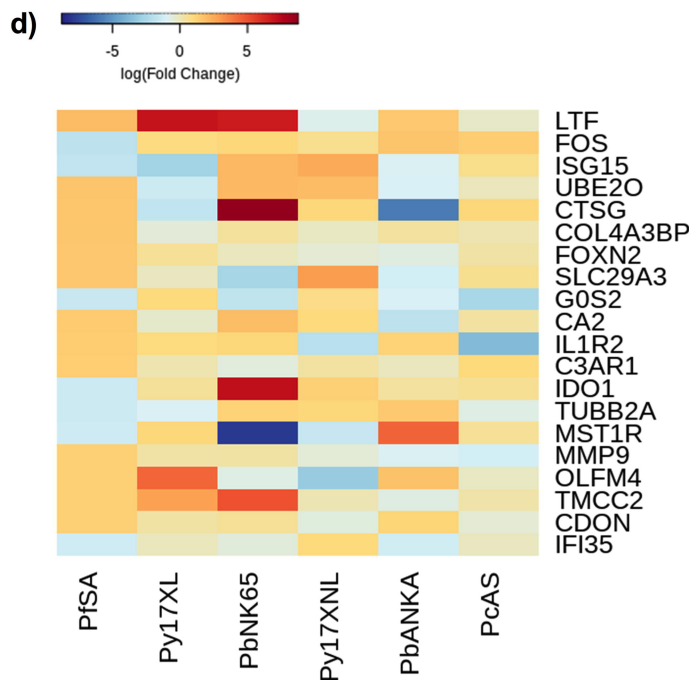 d)
-5 0 5
log(Fold Change)
LTF
FOS
ISG15
UBE2O
CTSG
COL4A3BP
FOXN2
SLC29A3
G0S2
CA2
IL1R2
C3AR1
IDO1
TUBB2A
MST1R
MMP9
OLFM4
TMCC2
CDON
IFI35
PfSA
Py17XL
PbNK65
Py17XNL
PbANKA
PcAS